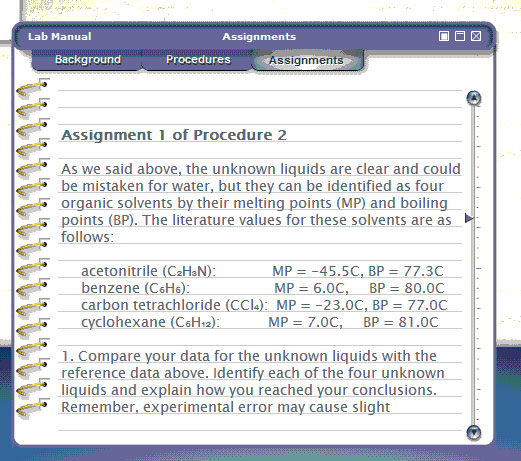 Lab Manual Assignments
Background Procedures Assignments
Assignment 1 of Procedure 2
As we said above, the unknown liquids are clear and could
be mistaken for water, but they can be identified as four
organic solvents by their melting points (MP) and boiling
points (BP). The literature values for these solvents are as
follows:
acetonitrile (C₂H₈N): MP = -45.5C, BP = 77.3C
benzene (C₆H₆): MP = 6.0C, BP = 80.0C
carbon tetrachloride (CCl₄): MP = -23.0C, BP = 77.0C
cyclohexane (C₆H₁₂): MP = 7.0C, BP = 81.0C
1. Compare your data for the unknown liquids with the
reference data above. Identify each of the four unknown
liquids and explain how you reached your conclusions.
Remember, experimental error may cause slight